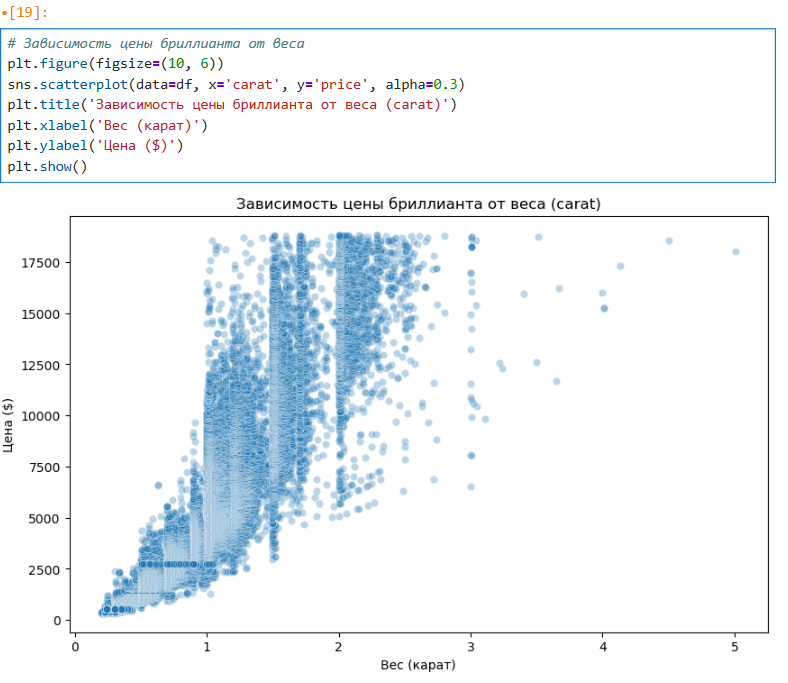 •[19]:
# Зависимость цены бриллианта от веса
plt.figure(figsize=(10, 6))
sns.scatterplot(data=df, x='carat', y='price', alpha=0.3)
plt.title('Зависимость цены бриллианта от веса (carat)')
plt.xlabel('Вес (карат)')
plt.ylabel('Цена ($)')
plt.show()
Зависимость цены бриллианта от веса (carat)
Цена ($)
17500
15000
12500
10000
7500
5000
2500
0
0 1 2 3 4 5
Вес (карат)